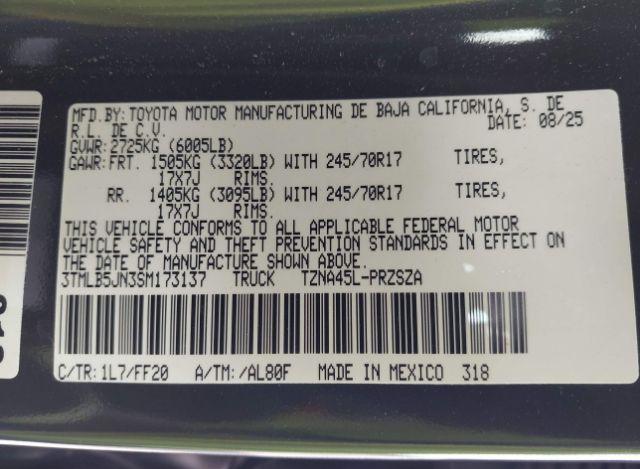 MFD.BY:TOYOTA MOTOR MANUFACTURING DE BAJA CALIFORNIA, S. DE
R.L. DE C.V. DATE: 08/25
GVWR:2725KG (6005LB)
GAWR:FRT. 1505KG (3320LB) WITH 245/70R17 TIRES,
17X7J RIMS.
RR. 1405KG (3095LB) WITH 245/70R17 TIRES,
17X7J RIMS.
THIS VEHICLE CONFORMS TO ALL APPLICABLE FEDERAL MOTOR
VEHICLE SAFETY AND THEFT PREVENTION STANDARDS IN EFFECT ON
THE DATE OF MANUFACTURE SHOWN ABOVE.
3TMLB5JN3SM173137 TRUCK TZNA45L-PRZSZA
C/TR:1L7/FF20 A/TM:/AL80F MADE IN MEXICO 318